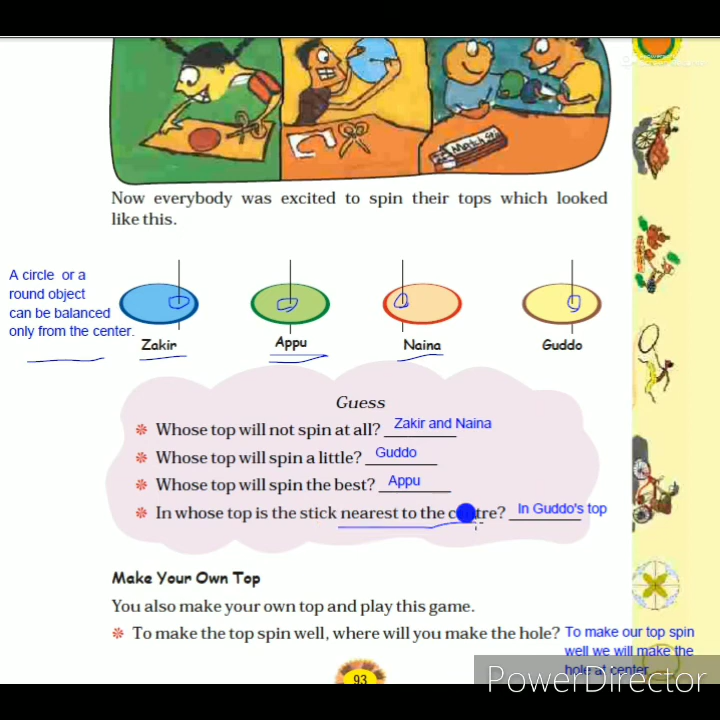 Match sti
Now everybody was excited to spin their tops which looked
like this.
A circle or a
round object
can be balanced
only from the center.
Zakir
Appu
Naina
Guddo
Guess
Whose top will not spin at all? Zakir and Naina
Whose top will spin a little? Guddo
Whose top will spin the best? Appu
In whose top is the stick nearest to the centre? In Guddo's top
Make Your Own Top
You also make your own top and play this game.
To make the top spin well, where will you make the hole? To make our top spin
well we will make the
hole at center
93
PowerDirector